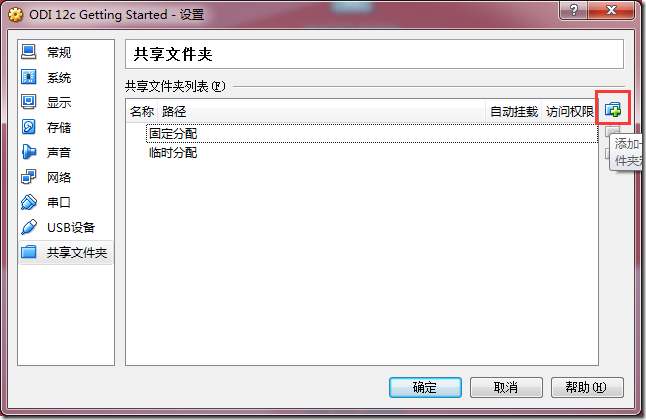 ODI 12c Getting Started - 设置
常规
系统
显示
存储
声音
网络
串口
USB设备
共享文件夹
共享文件夹
共享文件夹列表(F)
名称 路径 自动挂载 访问权限
固定分配
临时分配
添加一
件夹
确定 取消 帮助(H)